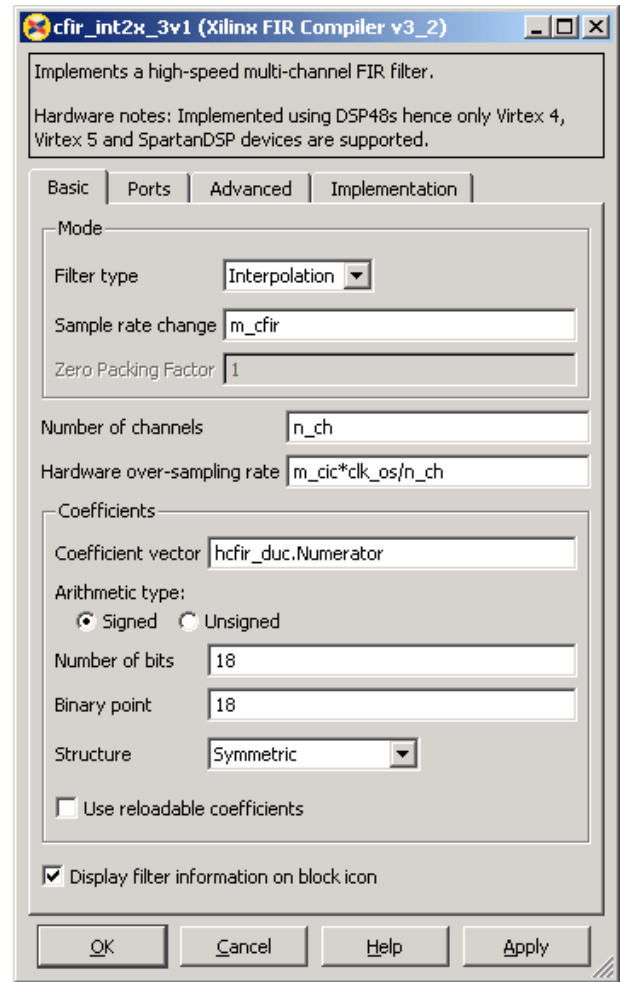 cfir_int2x_3v1 (Xilinx FIR Compiler v3_2)
Implements a high-speed multi-channel FIR filter.
Hardware notes: Implemented using DSP48s hence only Virtex 4,
Virtex 5 and SpartanDSP devices are supported.
Basic Ports Advanced Implementation
Mode
Filter type Interpolation
Sample rate change m_cfir
Zero Packing Factor 1
Number of channels n_ch
Hardware over-sampling rate m_cic*clk_os/n_ch
Coefficients
Coefficient vector hcfir_duc.Numerator
Arithmetic type:
Signed Unsigned
Number of bits 18
Binary point 18
Structure Symmetric
Use reloadable coefficients
Display filter information on block icon
OK Cancel Help Apply